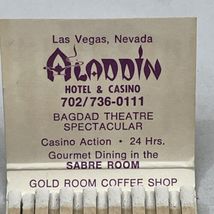 Las Vegas, Nevada
ALADDIN
HOTEL & CASINO
702/736-0111
BAGDAD THEATRE
SPECTACULAR
Casino Action • 24 Hrs.
Gourmet Dining in the
SABRE ROOM
GOLD ROOM COFFEE SHOP